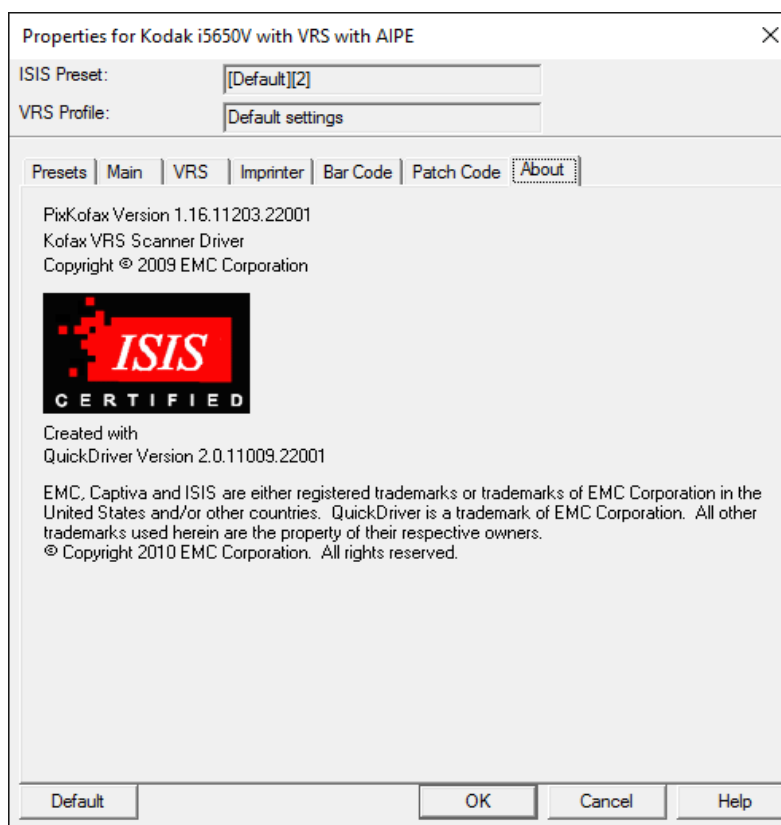 Properties for Kodak i5650V with VRS with AIPE
ISIS Preset: [Default][2]
VRS Profile: Default settings
Presets Main VRS Imprinter Bar Code Patch Code About
PixKofax Version 1.16.11203.22001
Kofax VRS Scanner Driver
Copyright © 2009 EMC Corporation
ISIS
CERTIFIED
Created with
QuickDriver Version 2.0.11009.22001
EMC, Captiva and ISIS are either registered trademarks or trademarks of EMC Corporation in the
United States and/or other countries.  QuickDriver is a trademark of EMC Corporation.  All other
trademarks used herein are the property of their respective owners.
© Copyright 2010 EMC Corporation.  All rights reserved.
Default OK Cancel Help